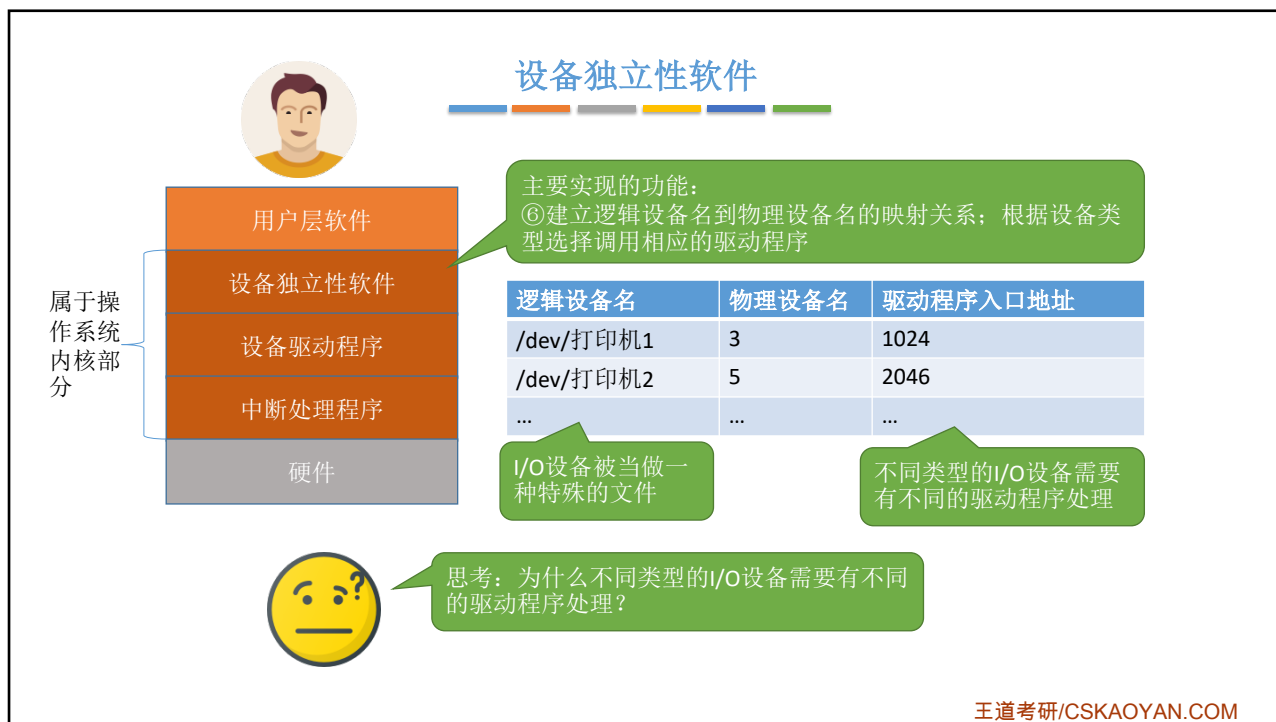 设备独立性软件
用户层软件
设备独立性软件
设备驱动程序
中断处理程序
硬件
属于操
作系统
内核部
分
主要实现的功能：
⑥建立逻辑设备名到物理设备名的映射关系；根据设备类
型选择调用相应的驱动程序
逻辑设备名 物理设备名 驱动程序入口地址
/dev/打印机1 3 1024
/dev/打印机2 5 2046
... ... ...
I/O设备被当做一
种特殊的文件
不同类型的I/O设备需要
有不同的驱动程序处理
?
思考：为什么不同类型的I/O设备需要有不同
的驱动程序处理？
王道考研/CSKAOYAN.COM